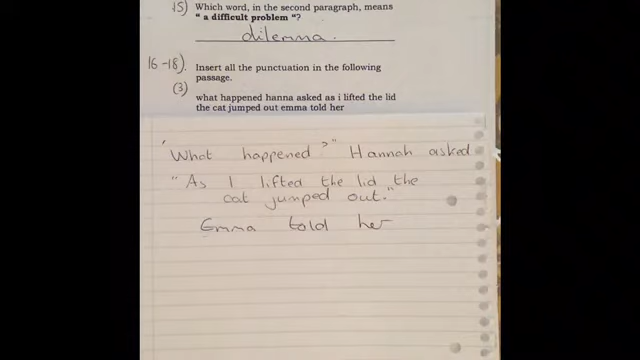 15) Which word, in the second paragraph, means
" a difficult problem "?
dilemma.
16-18). Insert all the punctuation in the following
(3) passage.
what happened hanna asked as i lifted the lid
the cat jumped out emma told her
'What happened?" Hannah asked
"As I lifted the lid the
cat jumped out."
Emma told her